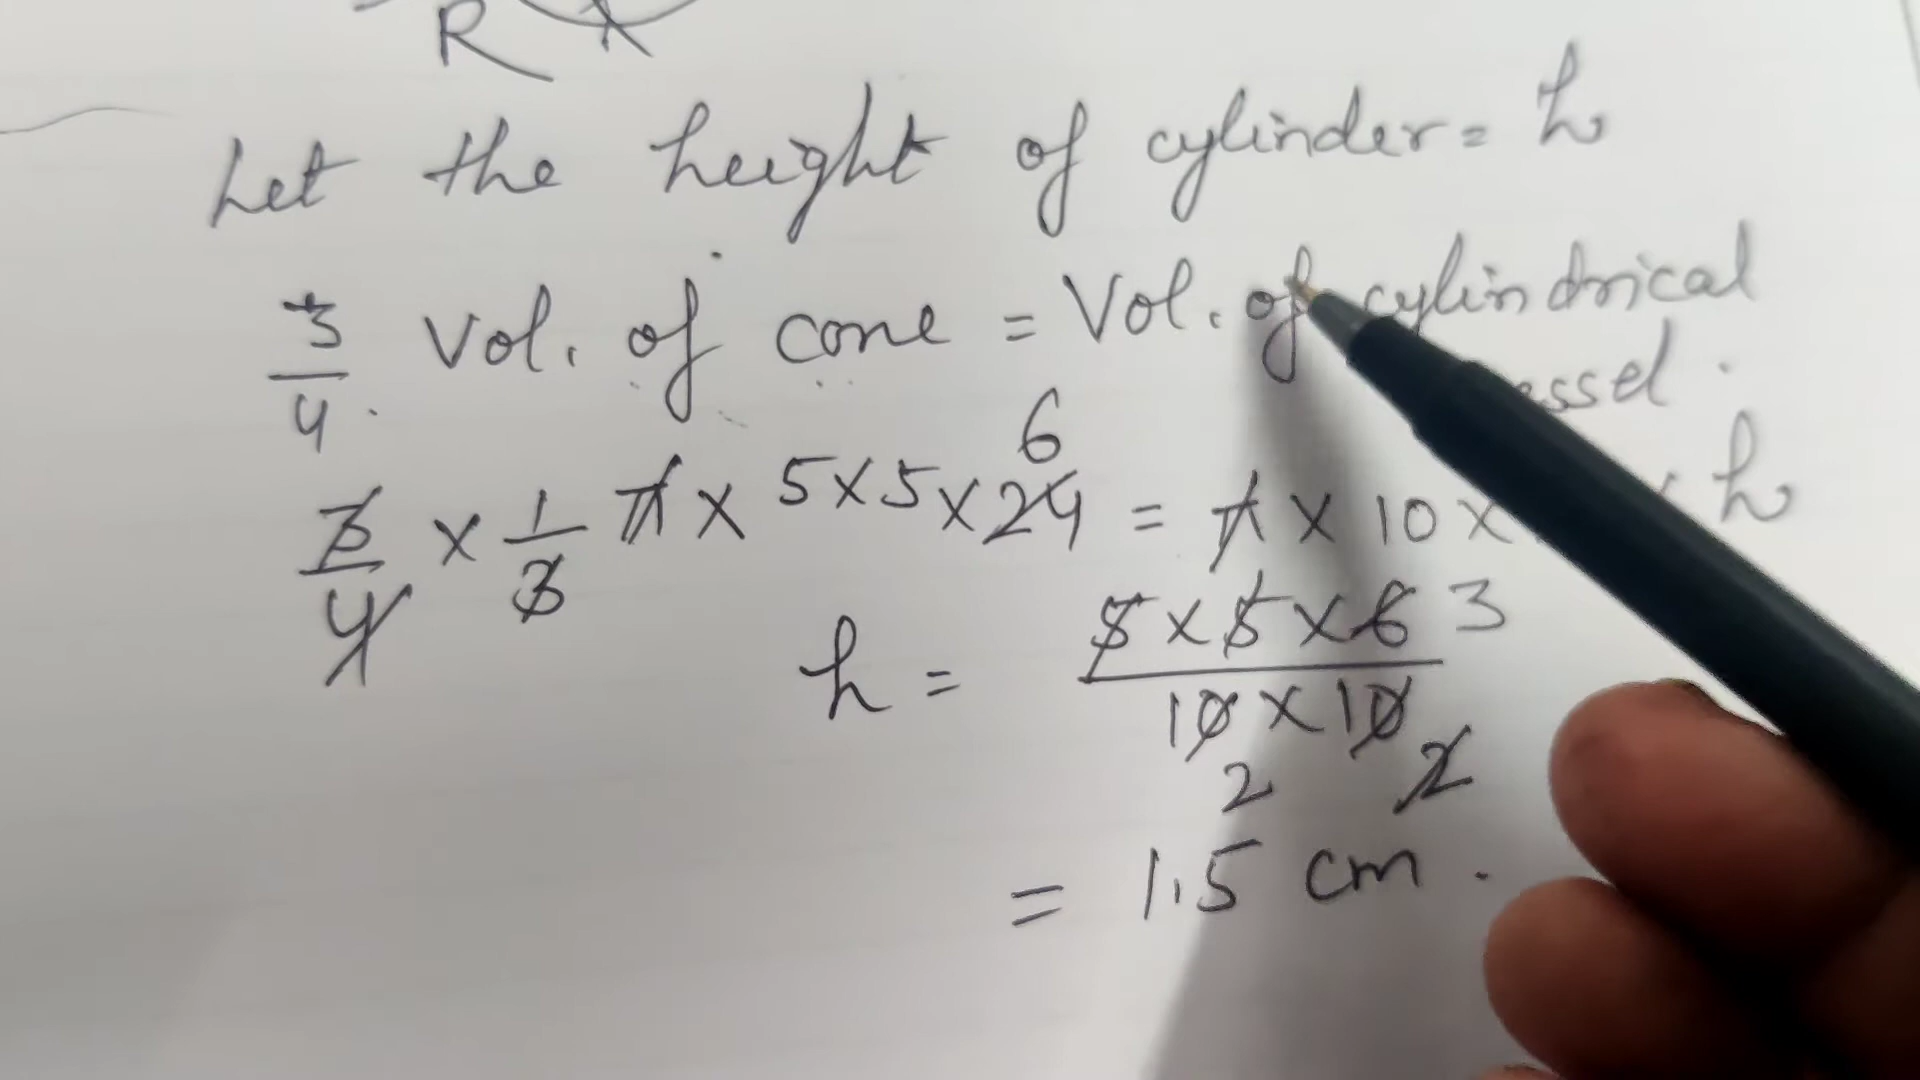 R
Let the height of cylinder = h
3/4 Vol. of cone = Vol. of cylindrical
6
3/4 × 1/3 π × 5 × 5 × 24 = π × 10 × × h
h = 5 × 5 × 6 3
10 × 10
2 2
= 1.5 cm.